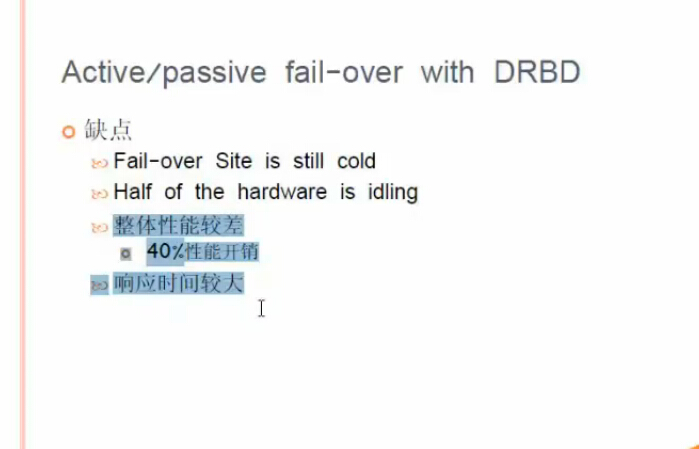 Active/passive fail-over with DRBD
缺点
Fail-over Site is still cold
Half of the hardware is idling
整体性能较差
40%性能开销
响应时间较大